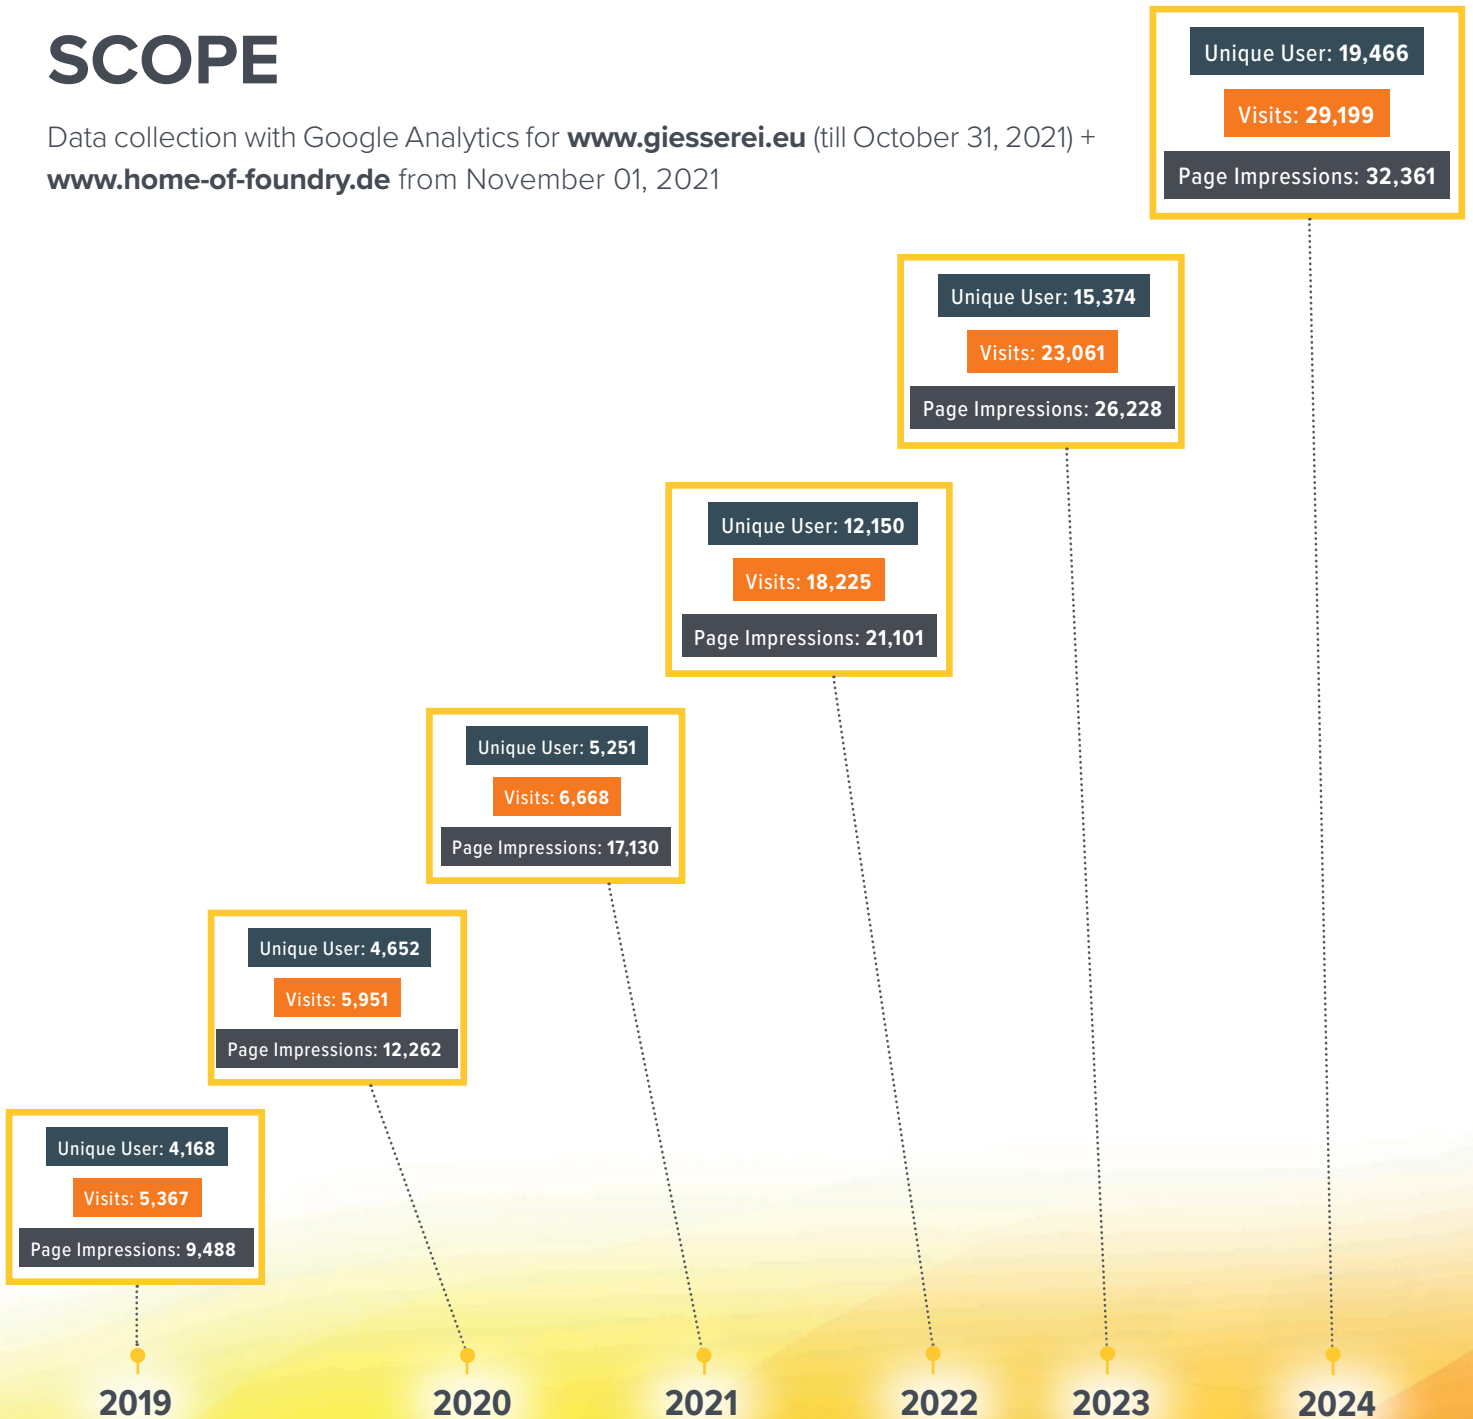 SCOPE
Data collection with Google Analytics for www.giesserei.eu (till October 31, 2021) +
www.home-of-foundry.de from November 01, 2021
Unique User: 19,466
Visits: 29,199
Page Impressions: 32,361
Unique User: 15,374
Visits: 23,061
Page Impressions: 26,228
Unique User: 12,150
Visits: 18,225
Page Impressions: 21,101
Unique User: 5,251
Visits: 6,668
Page Impressions: 17,130
Unique User: 4,652
Visits: 5,951
Page Impressions: 12,262
Unique User: 4,168
Visits: 5,367
Page Impressions: 9,488
2019 2020 2021 2022 2023 2024